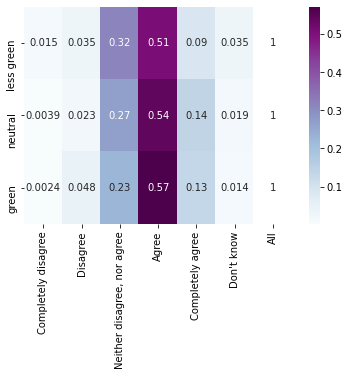 less green
0.015 0.035 0.32 0.51 0.09 0.035 1
neutral
0.0039 0.023 0.27 0.54 0.14 0.019 1
green
0.0024 0.048 0.23 0.57 0.13 0.014 1
Completely disagree
Disagree
Neither disagree, nor agree
Agree
Completely agree
Don't know
All
0.5
0.4
0.3
0.2
0.1